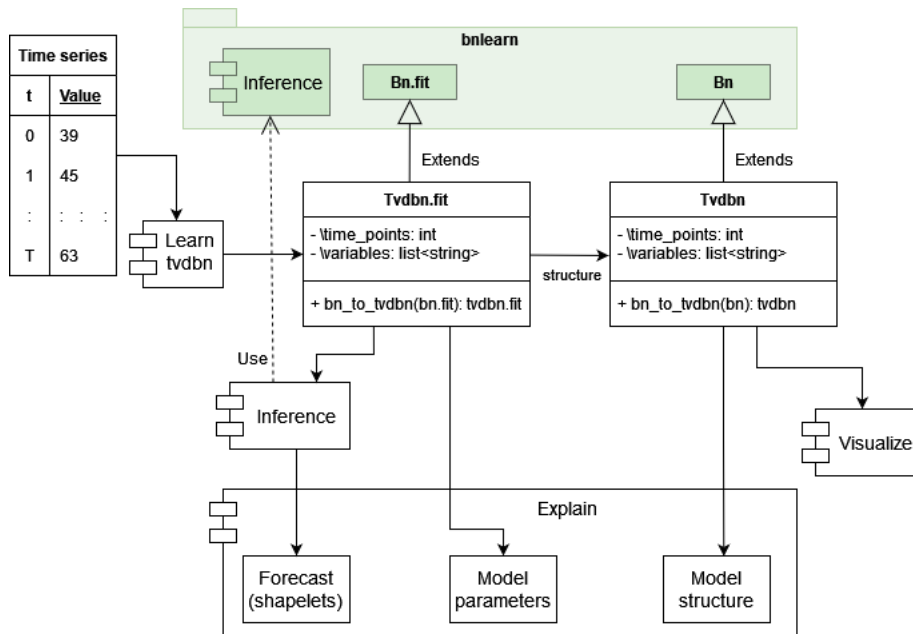 bnlearn
Time series
t Value
0 39
1 45
: : : :
T 63
Inference
Bn.fit
Bn
Extends
Extends
Learn
tvdbn
Tvdbn.fit
- \time_points: int
- \variables: list<string>
+ bn_to_tvdbn(bn.fit): tvdbn.fit
structure
Tvdbn
- \time_points: int
- \variables: list<string>
+ bn_to_tvdbn(bn): tvdbn
Use
Inference
Visualize
Explain
Forecast
(shapelets)
Model
parameters
Model
structure